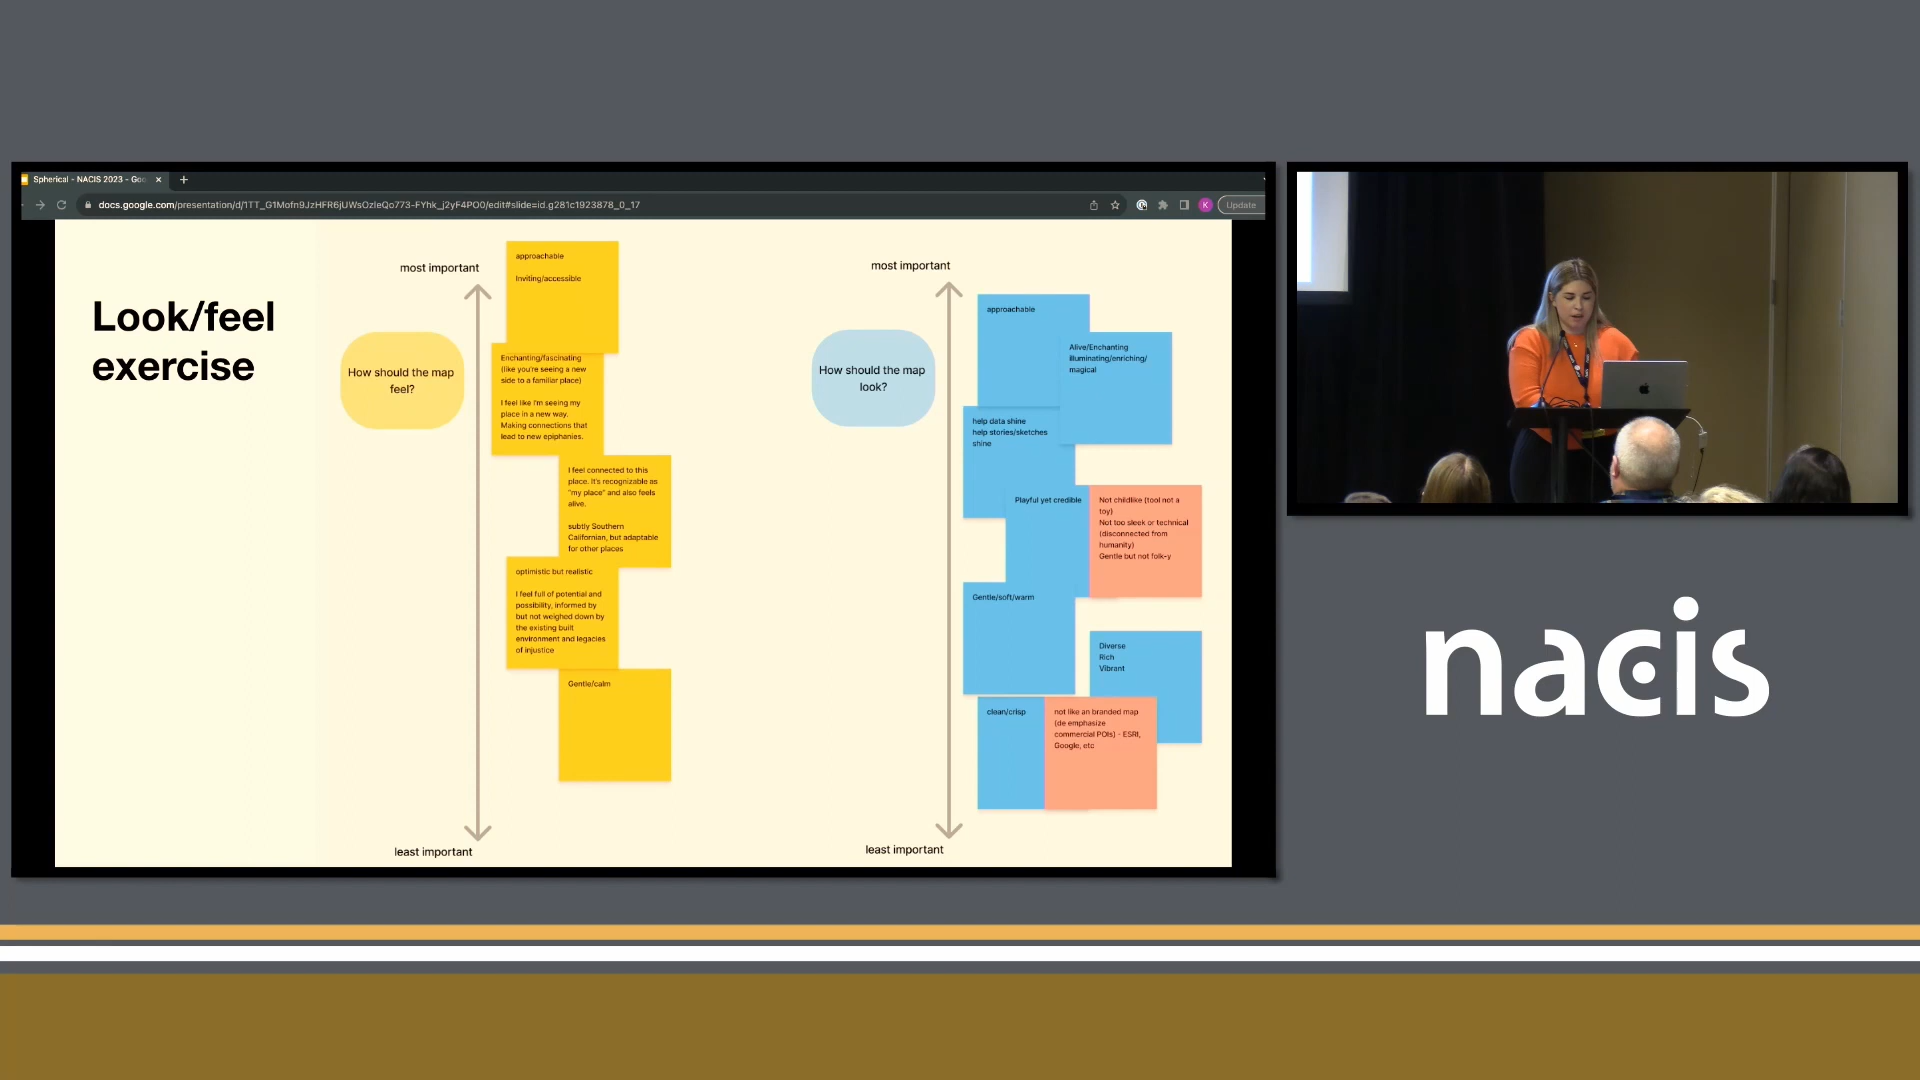 Spherical - NACIS 2023 - Goo
docs.google.com/presentation/d/1TT_G1Mofn9JzHFR6jUWsOzIeQo773-FYhk_j2yF4PO0/edit#slide=id.g281c1923878_0_17
K
Update
Look/feel
exercise
most important
How should the map
feel?
least important
approachable
Inviting/accessible
Enchanting/fascinating
(like you're seeing a new
side to a familiar place)
I feel like I'm seeing my
place in a new way.
Making connections that
lead to new epiphanies.
I feel connected to this
place. It's recognizable as
"my place" and also feels
alive.
subtly Southern
Californian, but adaptable
for other places
optimistic but realistic
I feel full of potential and
possibility, informed by
but not weighed down by
the existing built
environment and legacies
of injustice
Gentle/calm
most important
How should the map
look?
least important
approachable
Alive/Enchanting
illuminating/enriching/
magical
help data shine
help stories/sketches
shine
Playful yet credible
Not childlike (tool not a
toy)
Not too sleek or technical
(disconnected from
humanity)
Gentle but not folk-y
Gentle/soft/warm
Diverse
Rich
Vibrant
clean/crisp
not like an branded map
(de emphasize
commercial POIs) - ESRI,
Google, etc
nacis